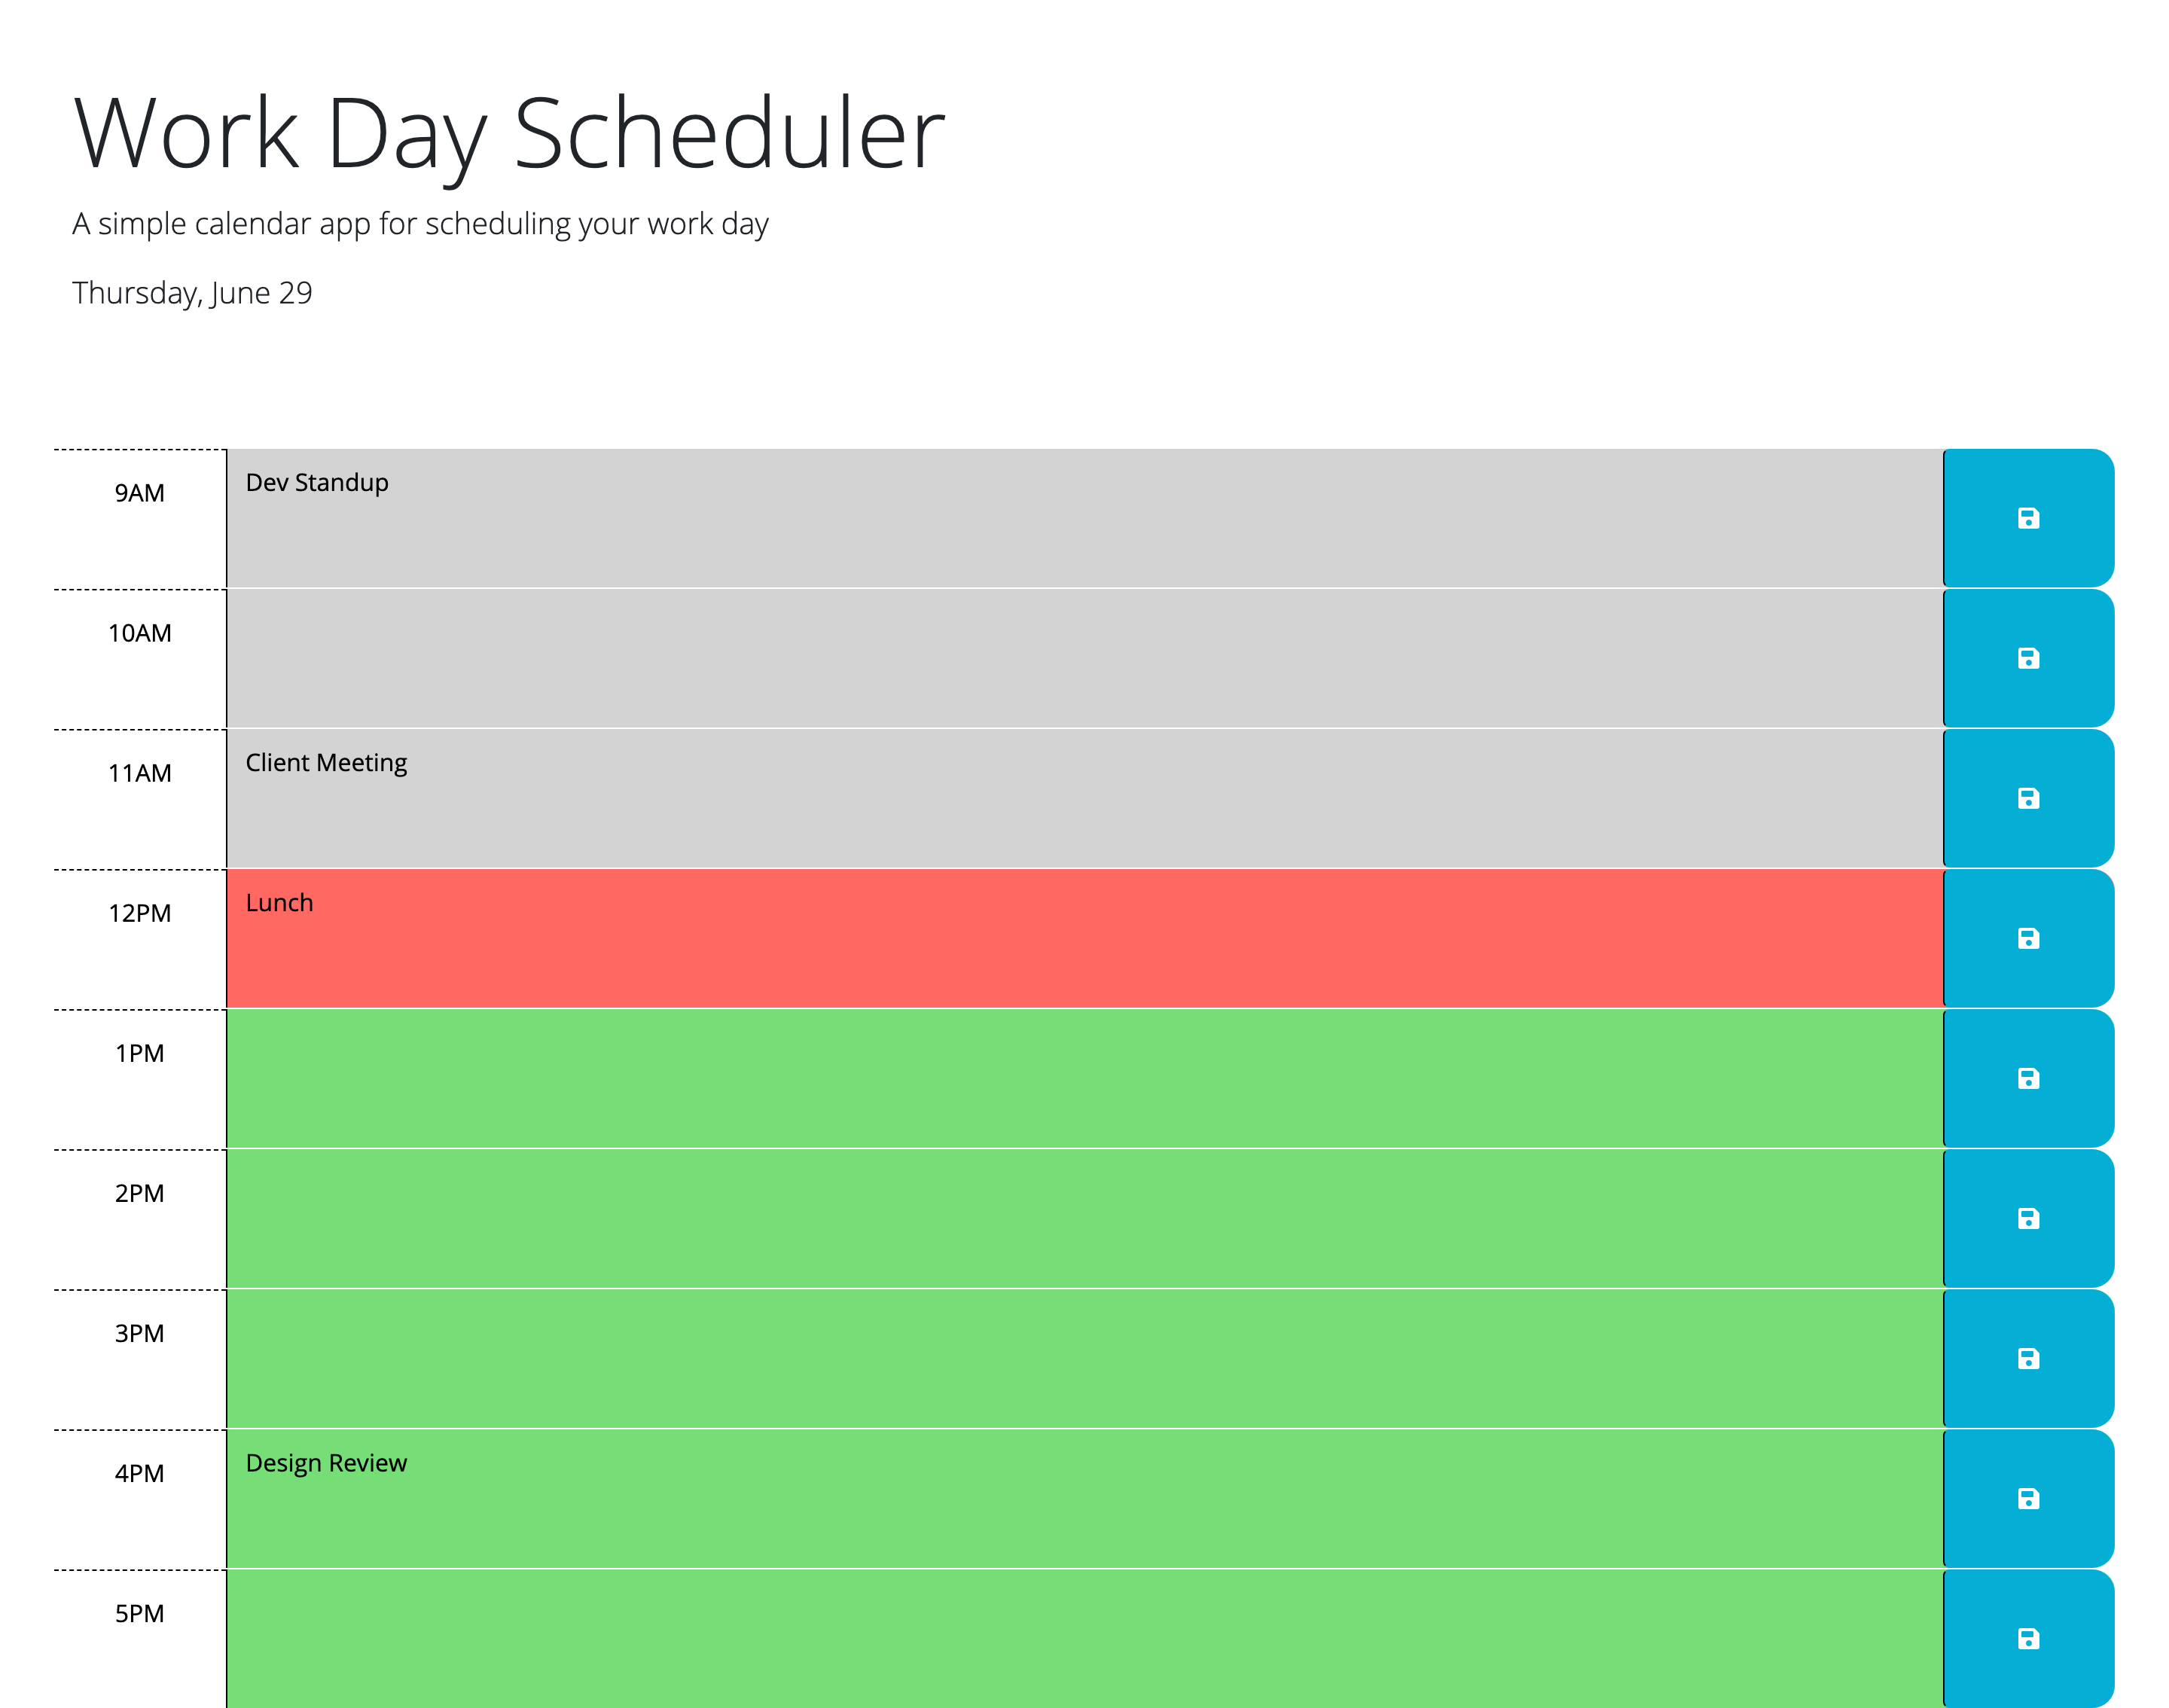 Work Day Scheduler
A simple calendar app for scheduling your work day
Thursday, June 29
9AM
Dev Standup
10AM
11AM
Client Meeting
12PM
Lunch
1PM
2PM
3PM
4PM
Design Review
5PM